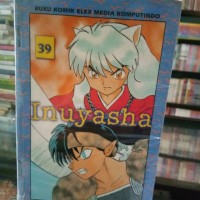 BUKU KOMIK ELEX MEDIA KOMPUTINDO
39
Inuyasha